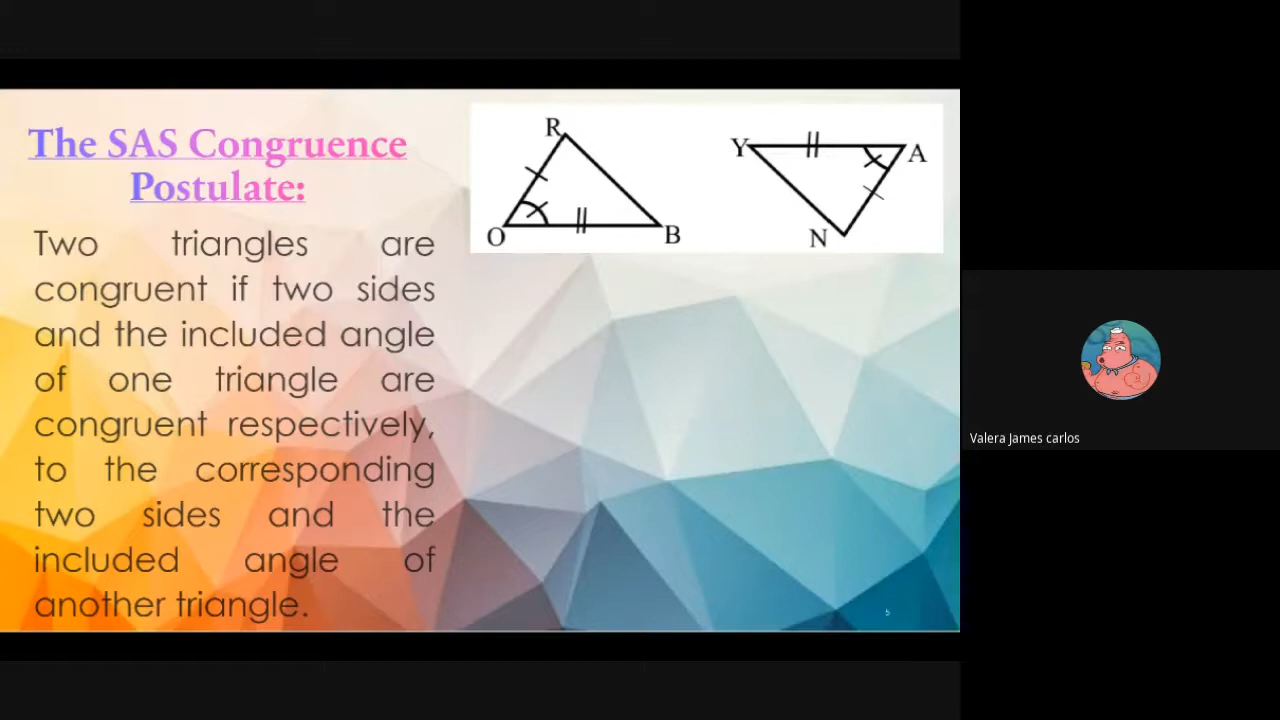 The SAS Congruence
Postulate:
Two triangles are
congruent if two sides
and the included angle
of one triangle are
congruent respectively,
to the corresponding
two sides and the
included angle of
another triangle.
R
O
B
Y
A
N
5
Valera James carlos